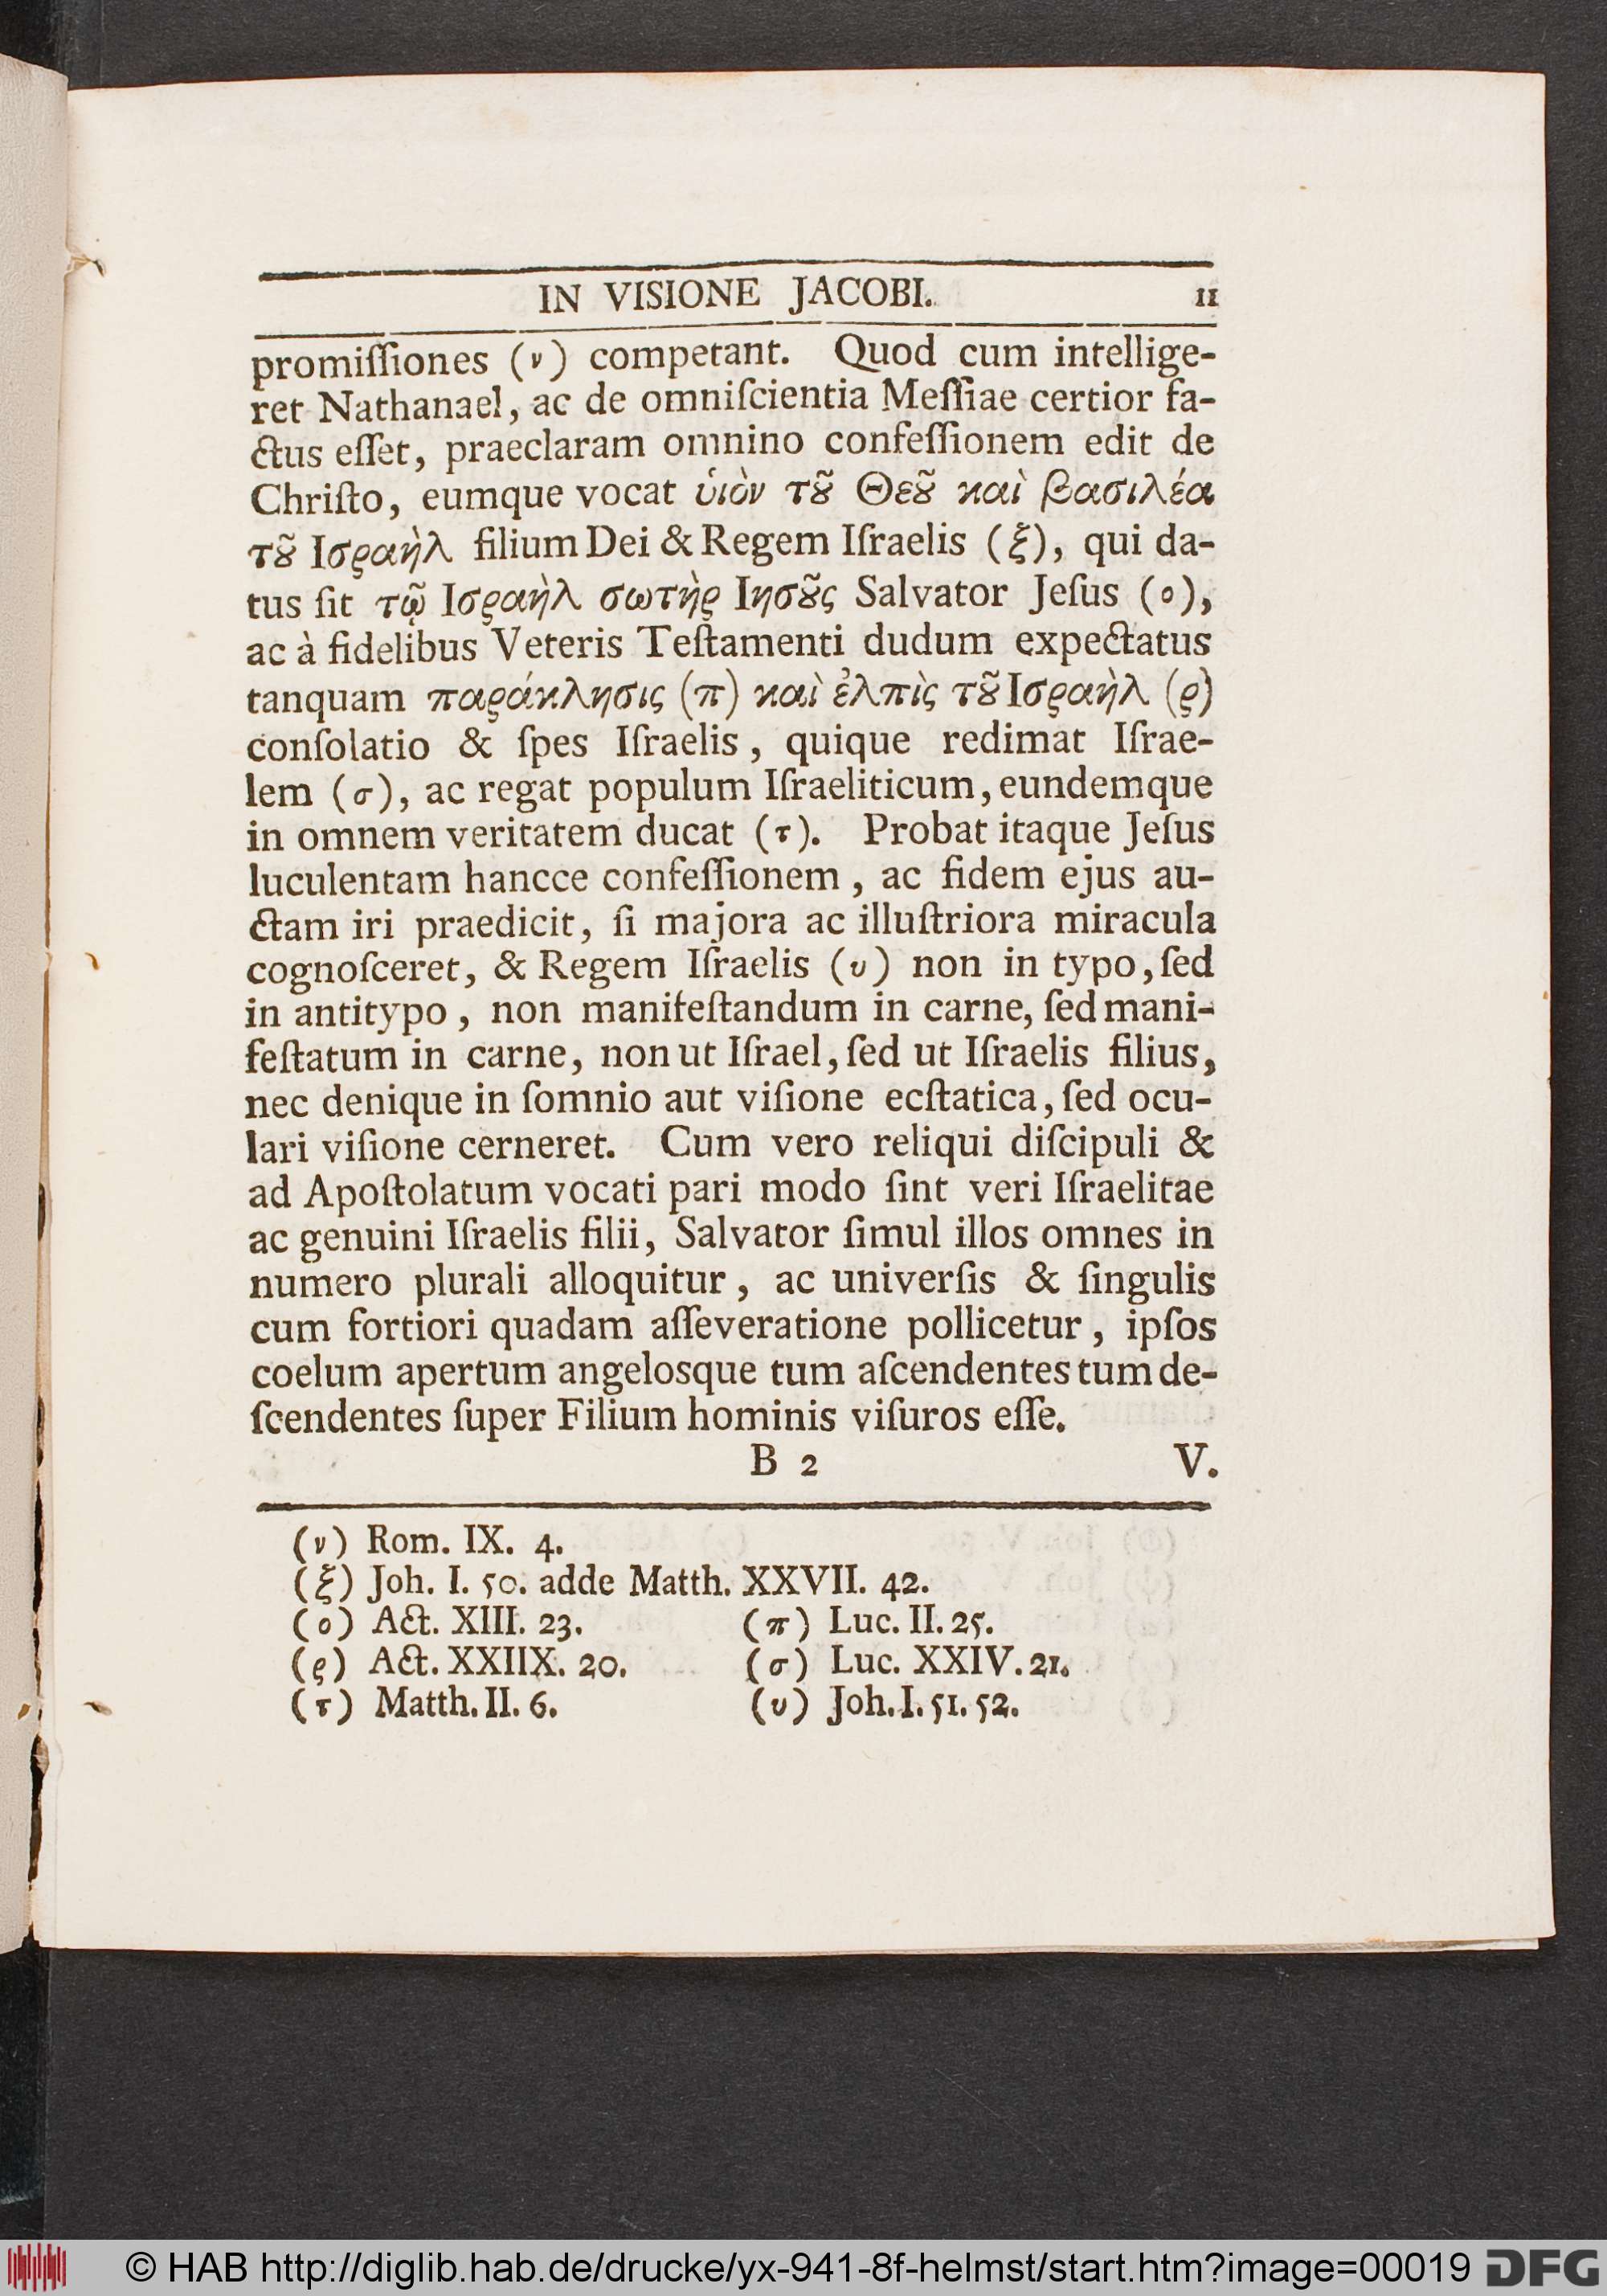 IN VISIONE JACOBI. 11
promiſſiones (ν) competant. Quod cum intellige-
ret Nathanael, ac de omniſcientia Meſſiae certior fa-
ctus eſſet, praeclaram omnino confeſſionem edit de
Chriſto, eumque vocat ὑιὸν τȣ͂ Θεȣ͂ καὶ βασιλέα
τȣ͂ Ισραὴλ filium Dei & Regem Iſraelis (ξ), qui da-
tus ſit τῷ Ισραὴλ σωτὴρ Ιησȣ͂ς Salvator Jeſus (ο),
ac à fidelibus Veteris Teſtamenti dudum expectatus
tanquam παράκλησις (π) καὶ ἐλπὶς τȣ͂ Ισραὴλ (ρ)
conſolatio & ſpes Iſraelis, quique redimat Iſrae-
lem (σ), ac regat populum Iſraeliticum, eundemque
in omnem veritatem ducat (τ). Probat itaque Jeſus
luculentam hancce confeſſionem, ac fidem ejus au-
ctam iri praedicit, ſi majora ac illuſtriora miracula
cognoſceret, & Regem Iſraelis (υ) non in typo, ſed
in antitypo, non manifeſtandum in carne, ſed mani-
feſtatum in carne, non ut Iſrael, ſed ut Iſraelis filius,
nec denique in ſomnio aut viſione ecſtatica, ſed ocu-
lari viſione cerneret. Cum vero reliqui diſcipuli &
ad Apoſtolatum vocati pari modo ſint veri Iſraelitae
ac genuini Iſraelis filii, Salvator ſimul illos omnes in
numero plurali alloquitur, ac univerſis & ſingulis
cum fortiori quadam aſſeveratione pollicetur, ipſos
coelum apertum angelosque tum aſcendentes tum de-
ſcendentes ſuper Filium hominis viſuros eſſe.
B 2 V.
(ν) Rom. IX. 4.
(ξ) Joh. I. 50. adde Matth. XXVII. 42.
(ο) Act. XIII. 23. (π) Luc. II. 25.
(ρ) Act. XXIIX. 20. (σ) Luc. XXIV. 21.
(τ) Matth. II. 6. (υ) Joh. I. 51. 52.
© HAB http://diglib.hab.de/drucke/yx-941-8f-helmst/start.htm?image=00019 DFG